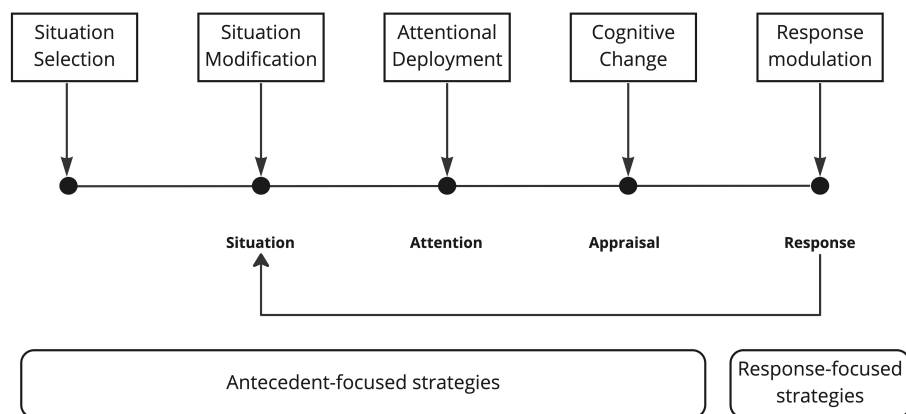 Situation
Selection
Situation
Modification
Attentional
Deployment
Cognitive
Change
Response
modulation
Situation
Attention
Appraisal
Response
Antecedent-focused strategies
Response-focused
strategies